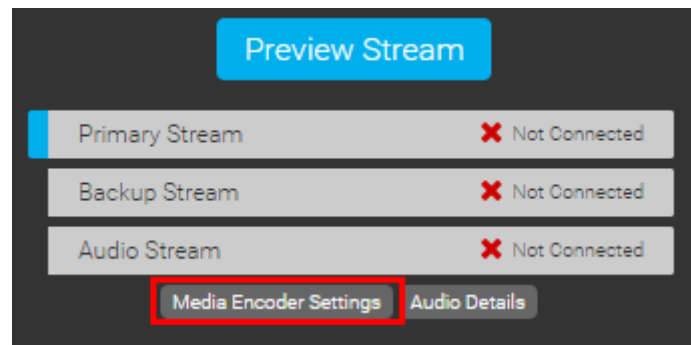 Preview Stream
Primary Stream Not Connected
Backup Stream Not Connected
Audio Stream Not Connected
Media Encoder Settings Audio Details